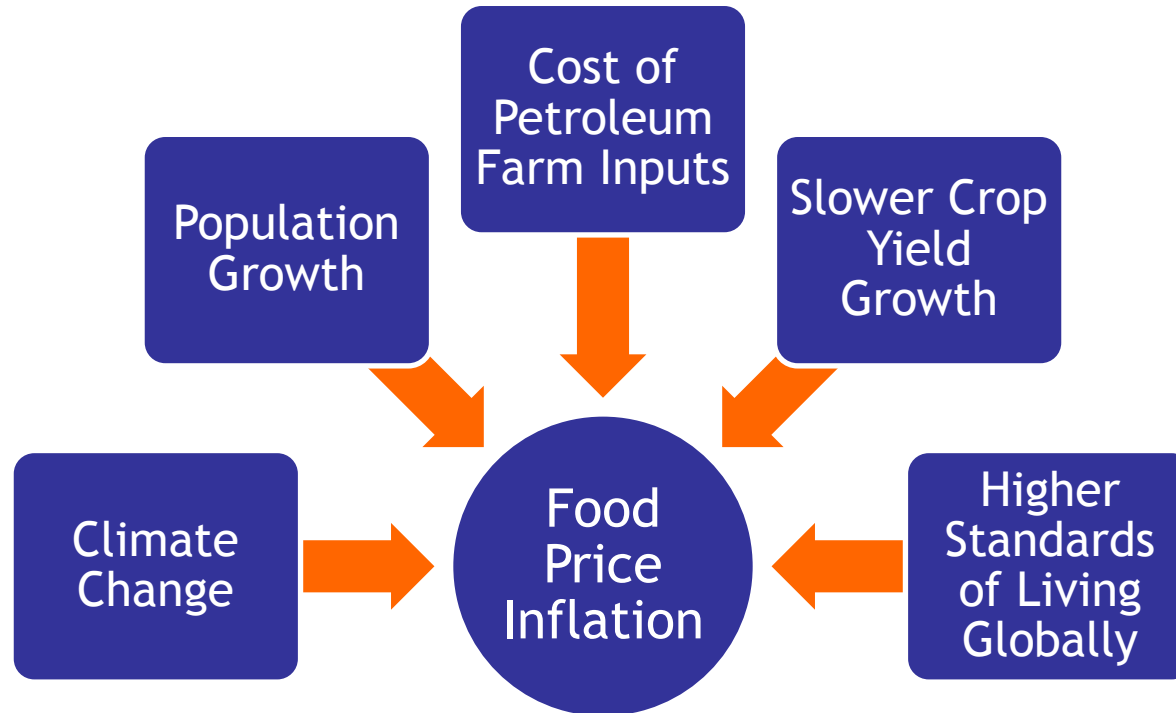 Cost of
Petroleum
Farm Inputs
Population
Growth
Slower Crop
Yield
Growth
Climate
Change
Food
Price
Inflation
Higher
Standards
of Living
Globally